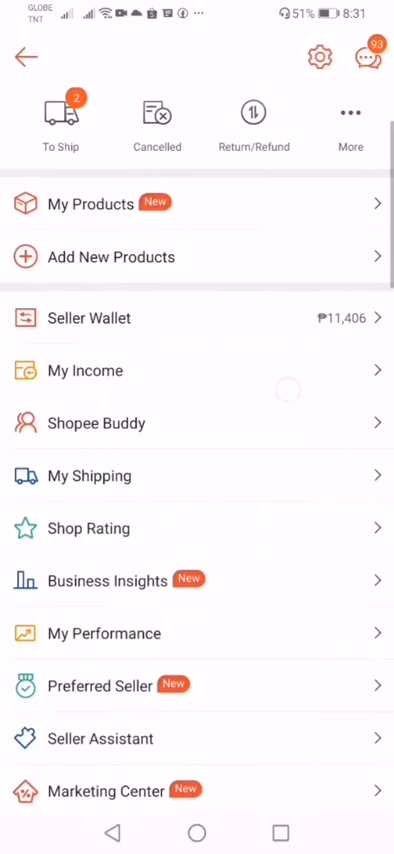 GLOBE
TNT
51% 8:31
93
2
To Ship
Cancelled
Return/Refund
More
My Products New
Add New Products
Seller Wallet ₱11,406
My Income
Shopee Buddy
My Shipping
Shop Rating
Business Insights New
My Performance
Preferred Seller New
Seller Assistant
Marketing Center New